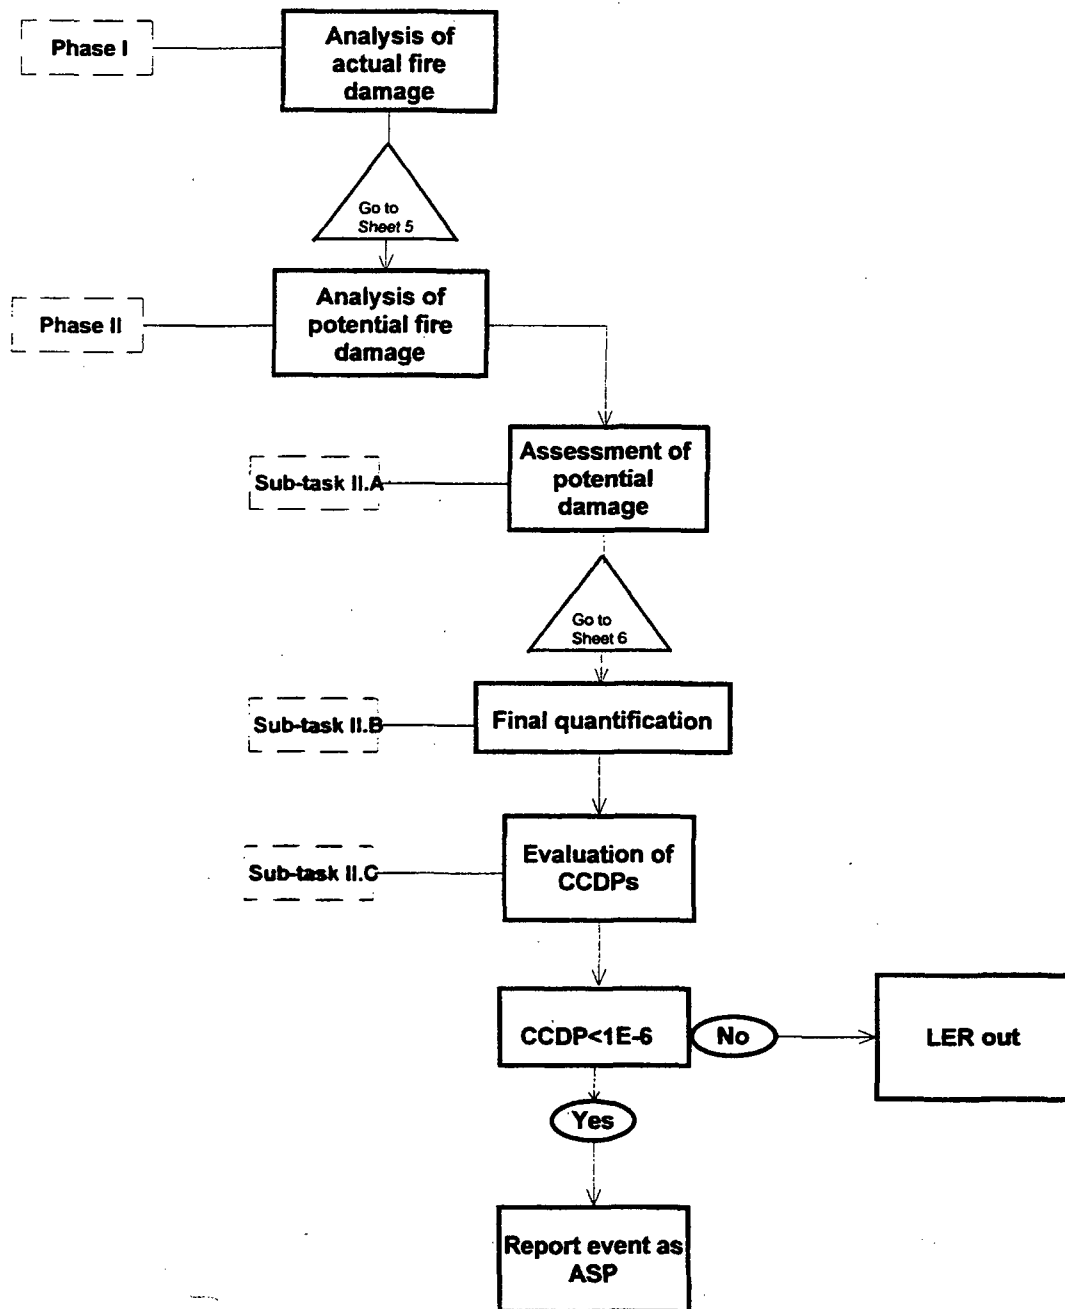 Phase I
Analysis of
actual fire
damage
Go to
Sheet 5
Phase II
Analysis of
potential fire
damage
Sub-task II.A
Assessment of
potential
damage
Go to
Sheet 6
Sub-task II.B
Final quantification
Sub-task II.C
Evaluation of
CCDPs
CCDP<1E-6
No
LER out
Yes
Report event as
ASP